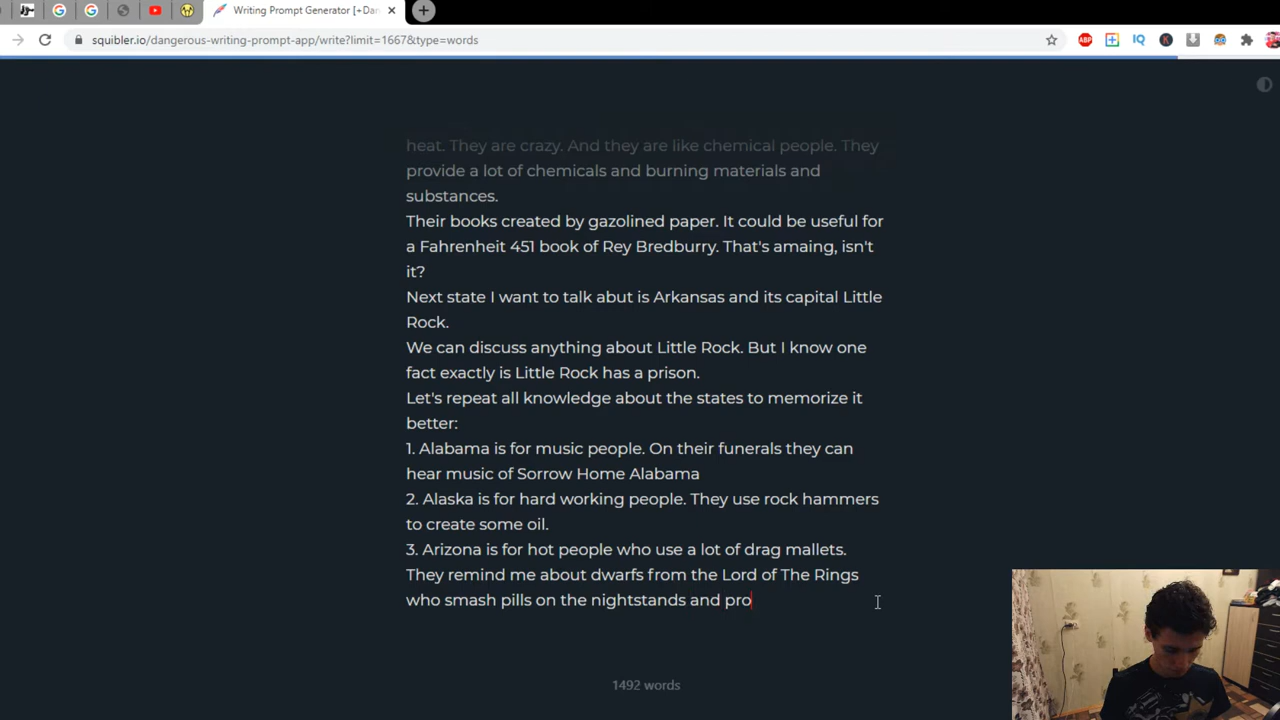 Writing Prompt Generator [+Dan
squibler.io/dangerous-writing-prompt-app/write?limit=1667&type=words
ABP
IQ
K
heat. They are crazy. And they are like chemical people. They
provide a lot of chemicals and burning materials and
substances.
Their books created by gazolined paper. It could be useful for
a Fahrenheit 451 book of Rey Bredburry. That's amaing, isn't
it?
Next state I want to talk abut is Arkansas and its capital Little
Rock.
We can discuss anything about Little Rock. But I know one
fact exactly is Little Rock has a prison.
Let's repeat all knowledge about the states to memorize it
better:
1. Alabama is for music people. On their funerals they can
hear music of Sorrow Home Alabama
2. Alaska is for hard working people. They use rock hammers
to create some oil.
3. Arizona is for hot people who use a lot of drag mallets.
They remind me about dwarfs from the Lord of The Rings
who smash pills on the nightstands and pro
1492 words